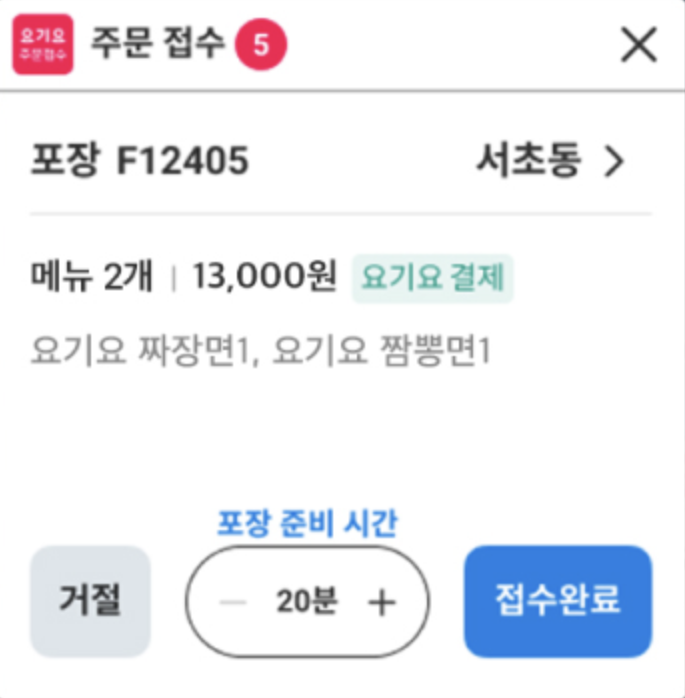 요기요
주문접수
주문 접수 5
포장 F12405 서초동
메뉴 2개 | 13,000원 요기요 결제
요기요 짜장면1, 요기요 짬뽕면1
포장 준비 시간
거절 − 20분 + 접수완료